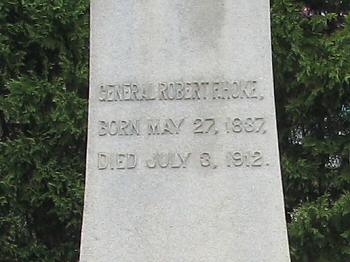 GENERAL ROBERT F. HOKE,
BORN MAY 27, 1837,
DIED JULY 3, 1912.